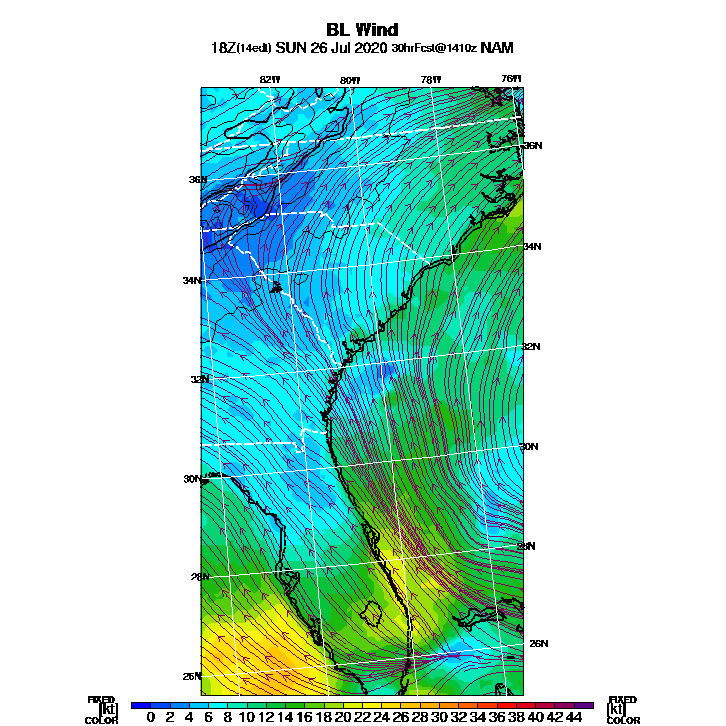 BL Wind
18Z(14edt) SUN 26 Jul 2020 30hrFcst@1410z NAM
82W 80W 78W 76W
36N
36N
34N
34N
32N
32N
30N
30N
28N
28N
26N
26N
FIXED FIXED
[kt] 0 2 4 6 8 10 12 14 16 18 20 22 24 26 28 30 32 34 36 38 40 42 44 [kt]
COLOR COLOR